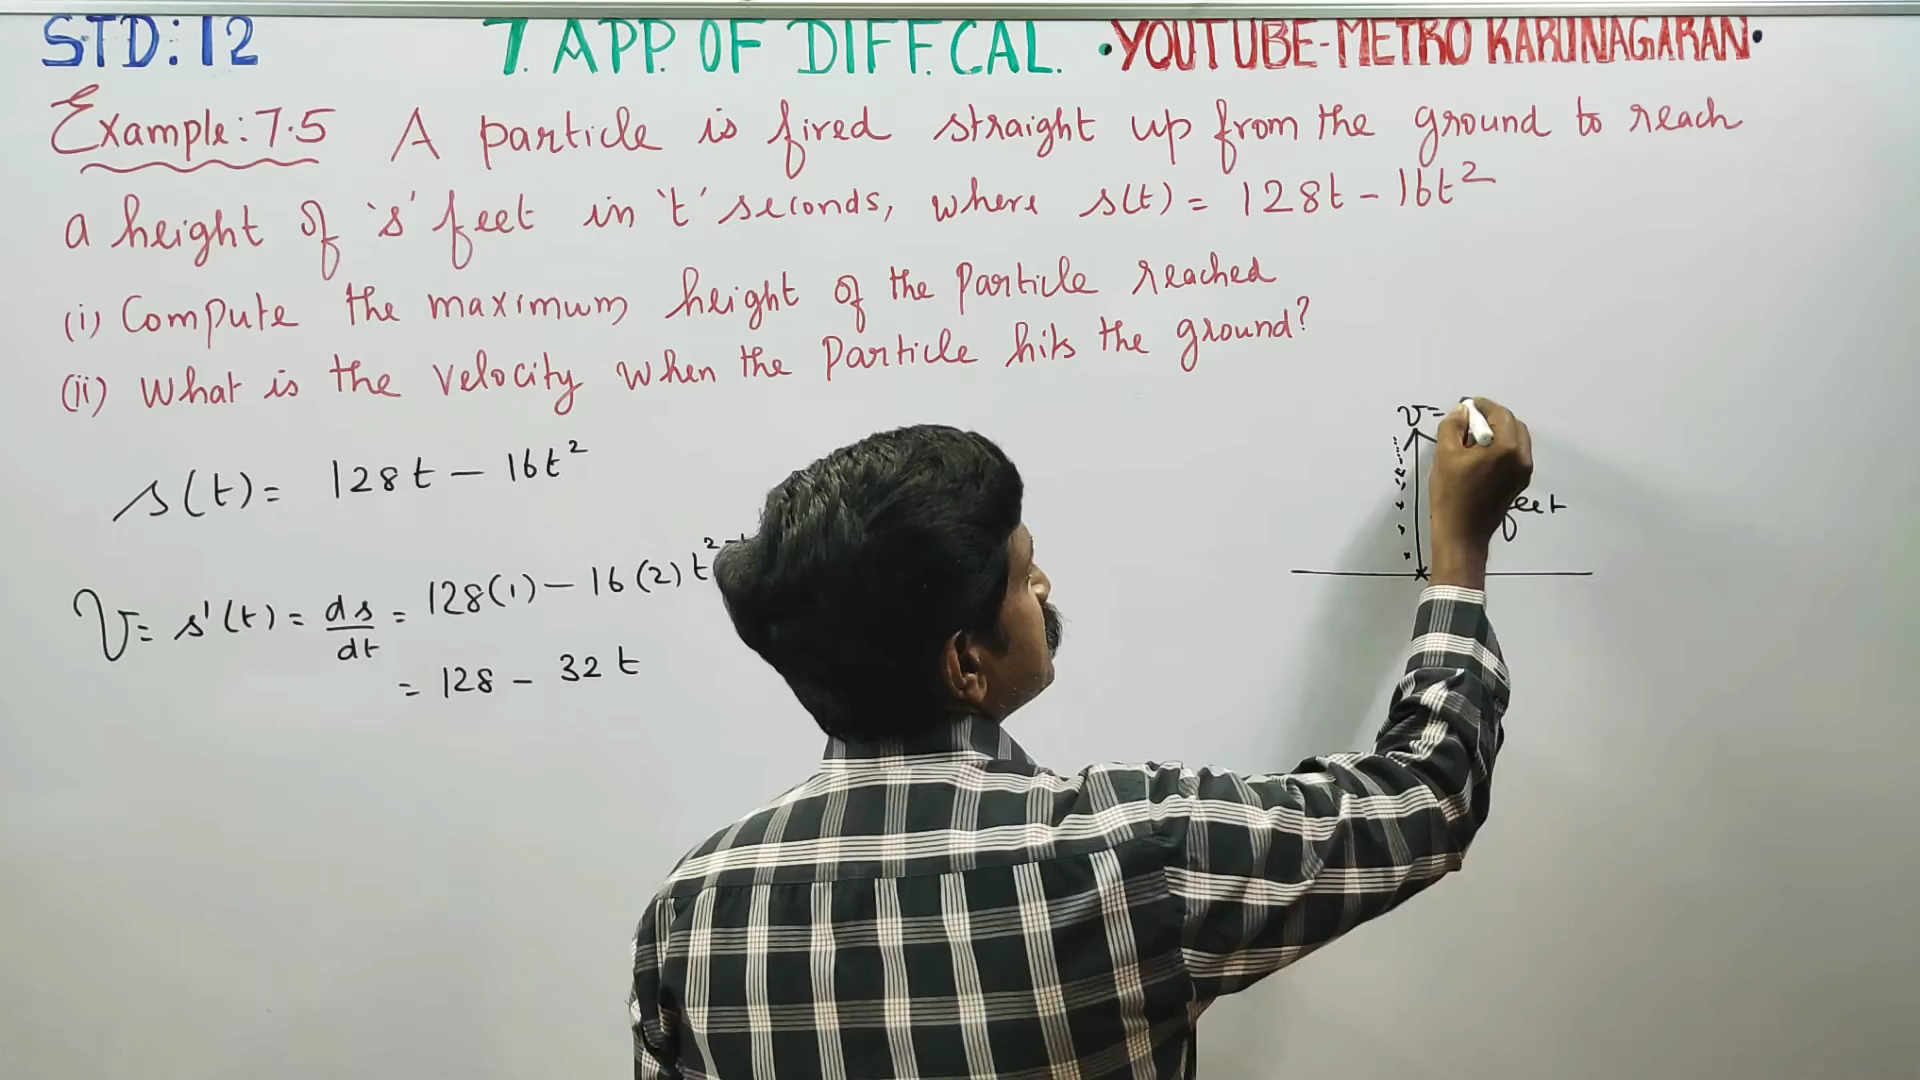 STD:12 7. APP. OF DIFF. CAL. •YOUTUBE-METRO KARUNAGARAN•
Example:7.5 A particle is fired straight up from the ground to reach
a height of 's' feet in 't' seconds, where s(t) = 128t - 16t²
(i) Compute the maximum height of the particle reached
(ii) What is the velocity when the particle hits the ground?
s(t) = 128t - 16t²
V = s'(t) = ds/dt = 128(1) - 16(2)t²⁻
= 128 - 32t
v=
feet